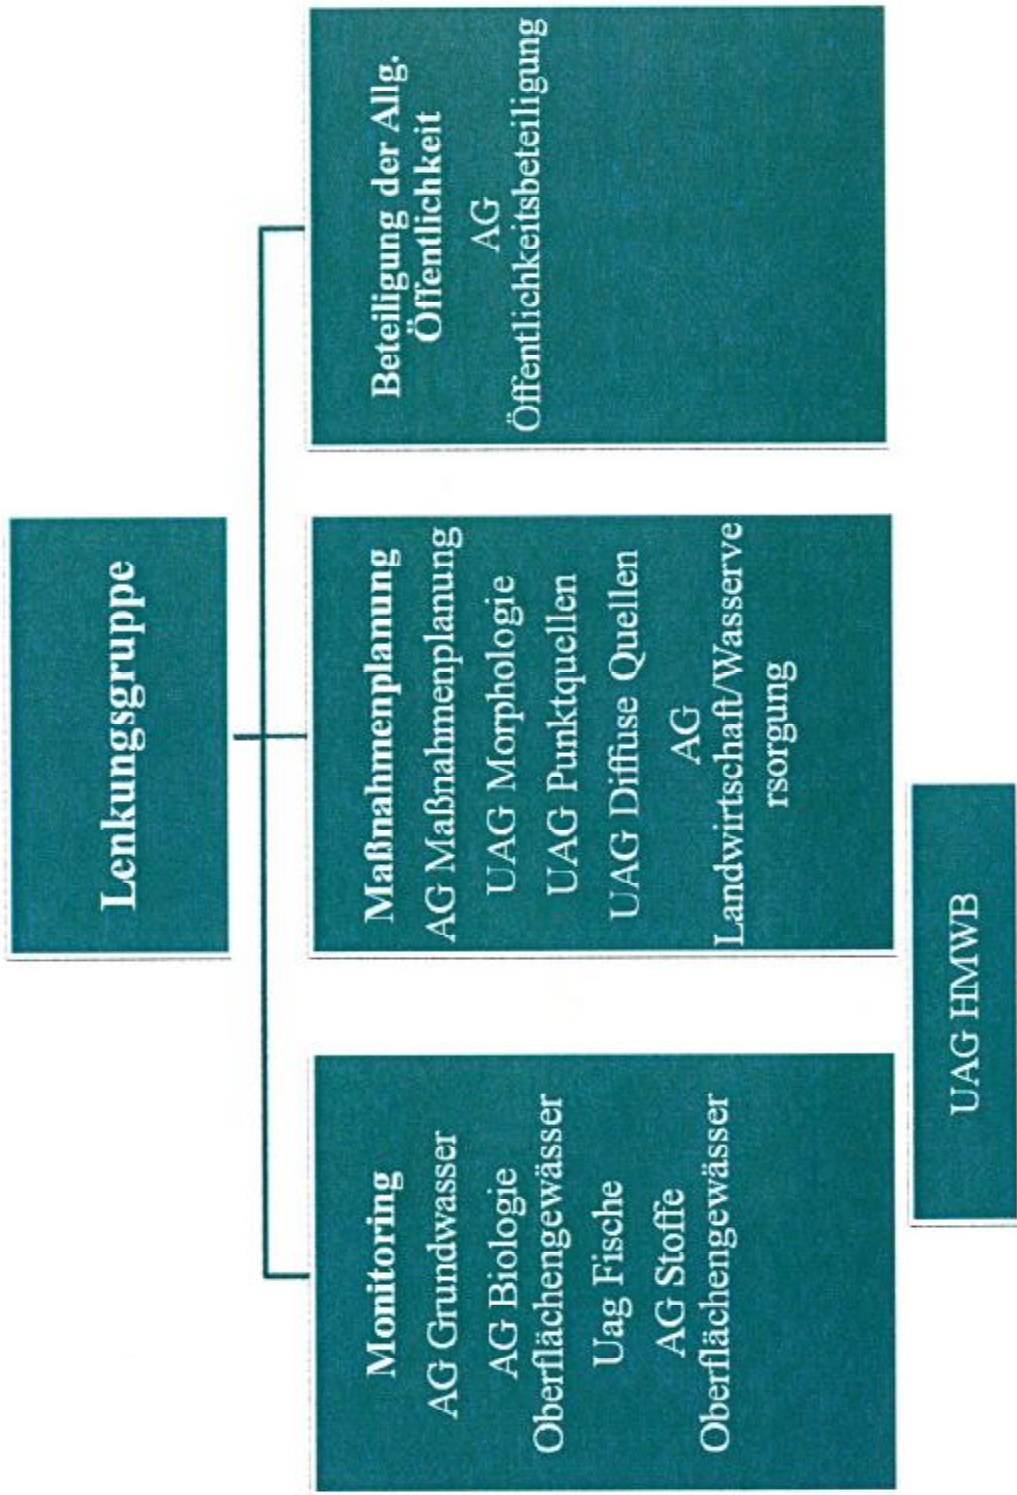 Lenkungsgruppe
Monitoring
AG Grundwasser
AG Biologie
Oberflächengewässer
Uag Fische
AG Stoffe
Oberflächengewässer
Maßnahmenplanung
AG Maßnahmenplanung
UAG Morphologie
UAG Punktquellen
UAG Diffuse Quellen
AG
Landwirtschaft/Wasserve
rsorgung
Beteiligung der Allg.
Öffentlichkeit
AG
Öffentlichkeitsbeteiligung
UAG HMWB